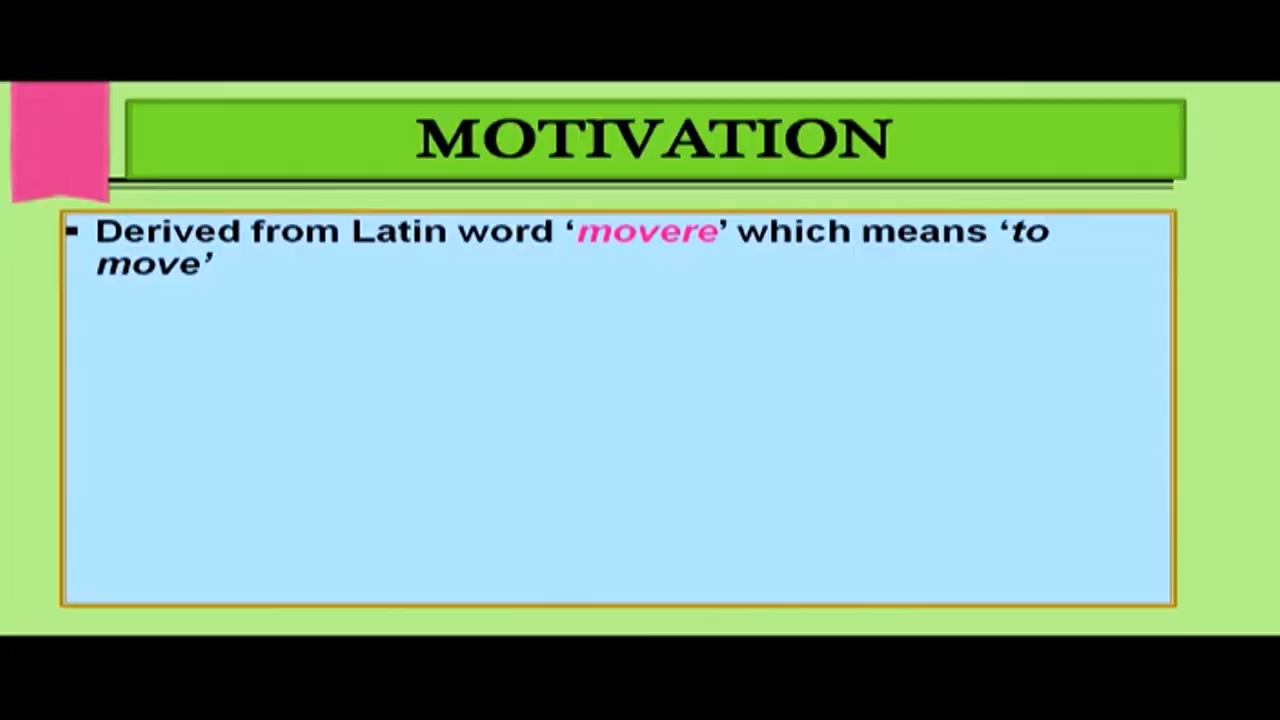 MOTIVATION
▪ Derived from Latin word ‘movere’ which means ‘to
move’